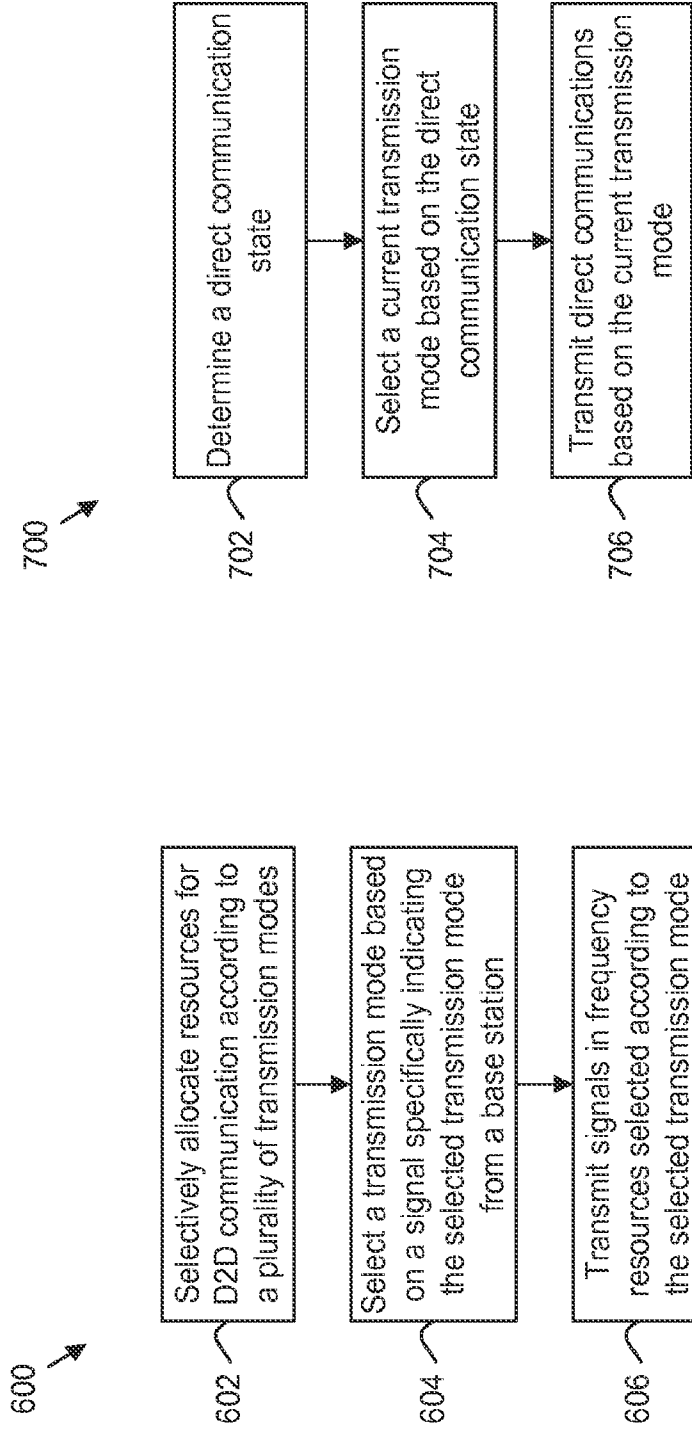 600
602
Selectively allocate resources for
D2D communication according to
a plurality of transmission modes
604
Select a transmission mode based
on a signal specifically indicating
the selected transmission mode
from a base station
606
Transmit signals in frequency
resources selected according to
the selected transmission mode
700
702
Determine a direct communication
state
704
Select a current transmission
mode based on the direct
communication state
706
Transmit direct communications
based on the current transmission
mode